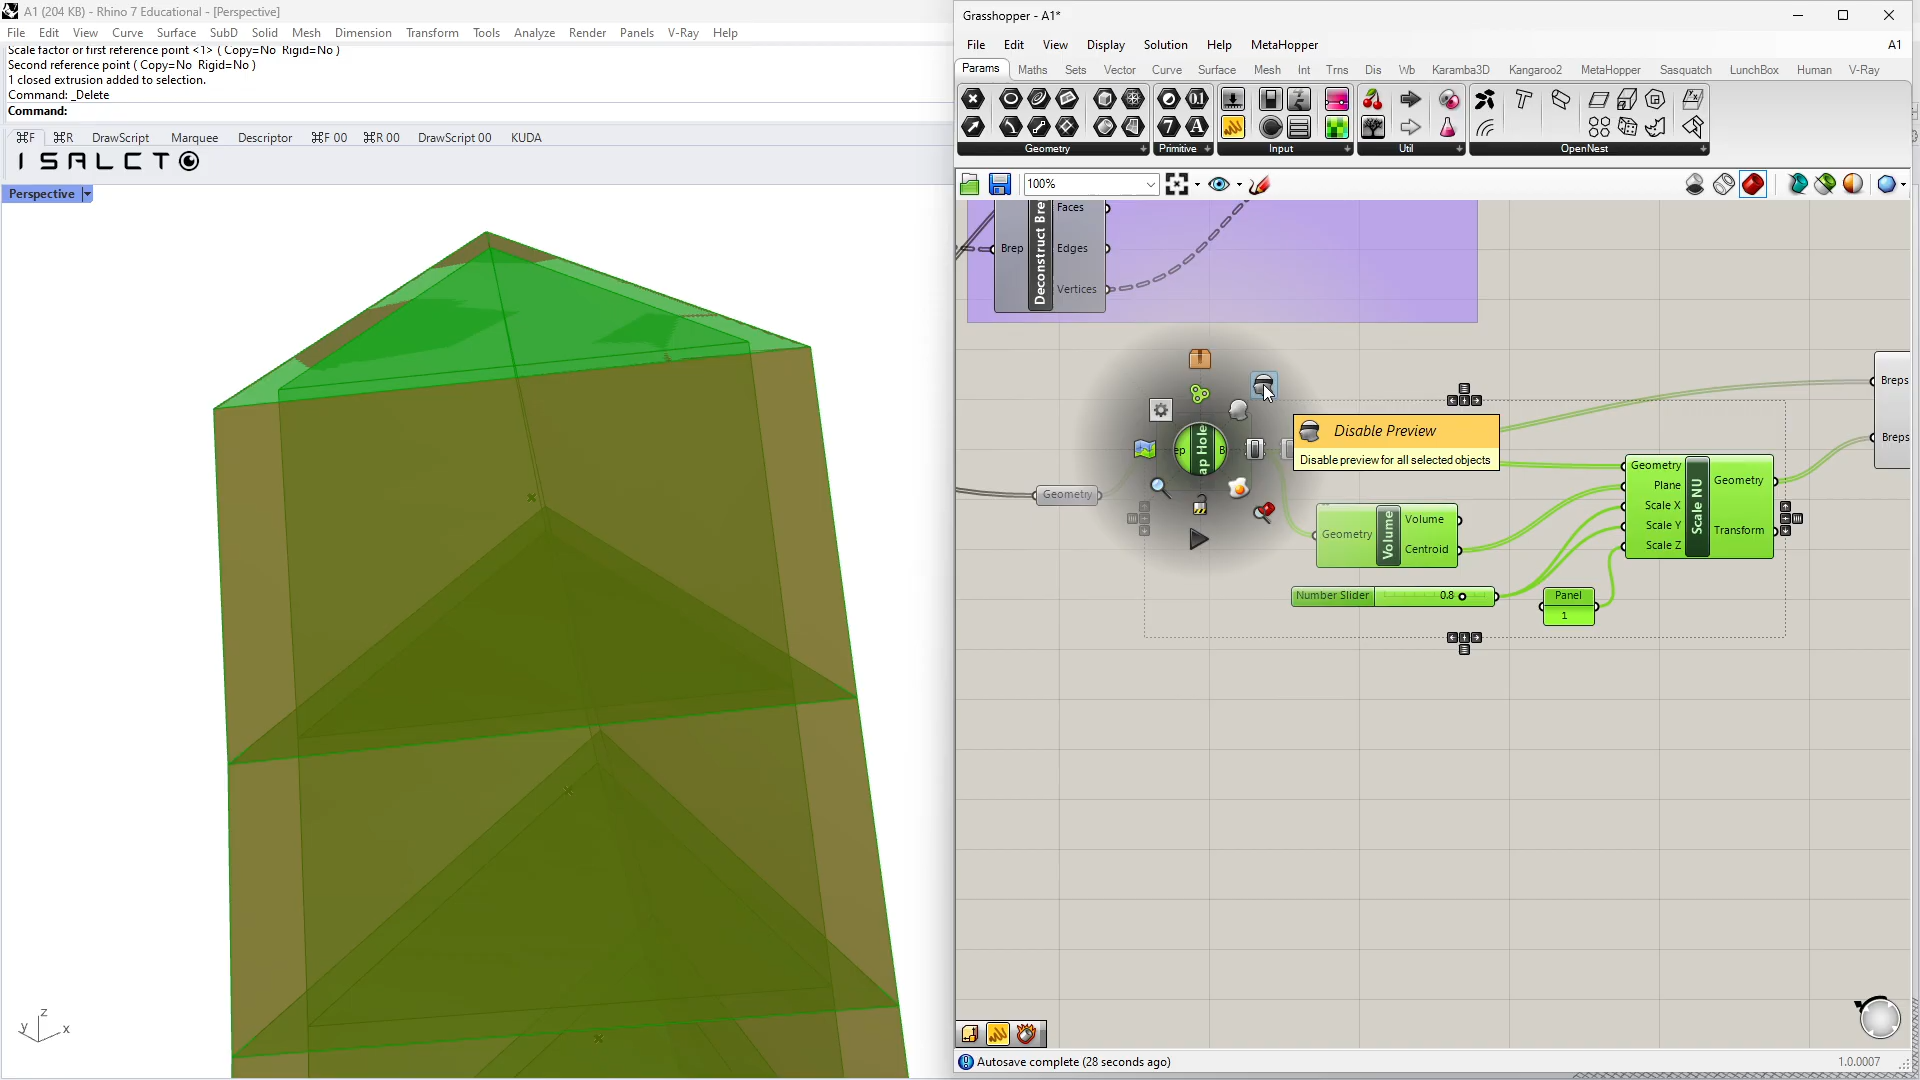 A1 (204 KB) - Rhino 7 Educational - [Perspective]
File Edit View Curve Surface SubD Solid Mesh Dimension Transform Tools Analyze Render Panels V-Ray Help
Scale factor or first reference point <1> ( Copy=No Rigid=No )
Second reference point ( Copy=No Rigid=No )
1 closed extrusion added to selection.
Command: _Delete
Command:
⌘F ⌘R DrawScript Marquee Descriptor ⌘F 00 ⌘R 00 DrawScript 00 KUDA
I S A L C T
Perspective
z
y x
Grasshopper - A1*
File Edit View Display Solution Help MetaHopper A1
Params Maths Sets Vector Curve Surface Mesh Int Trns Dis Wb Karamba3D Kangaroo2 MetaHopper Sasquatch LunchBox Human V-Ray
Geometry Primitive Input Util OpenNest
100%
Deconstruct Bre
Brep
Faces
Edges
Vertices
Geometry
ep
ap Hole
B
Disable Preview
Disable preview for all selected objects
Geometry
Volume
Volume
Centroid
Number Slider 0.8
Panel
1
Geometry
Plane
Scale X
Scale Y
Scale Z
Scale NU
Geometry
Transform
Breps
Breps
Autosave complete (28 seconds ago)
1.0.0007